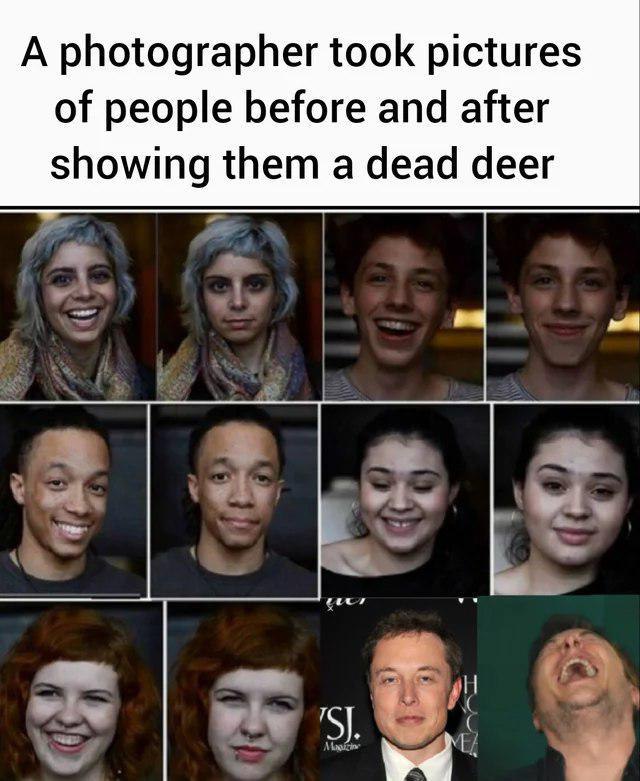 A photographer took pictures
of people before and after
showing them a dead deer
WSJ.
Magazine